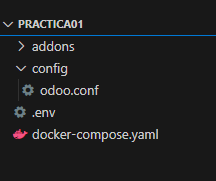 PRACTICA01
addons
config
odoo.conf
.env
docker-compose.yaml